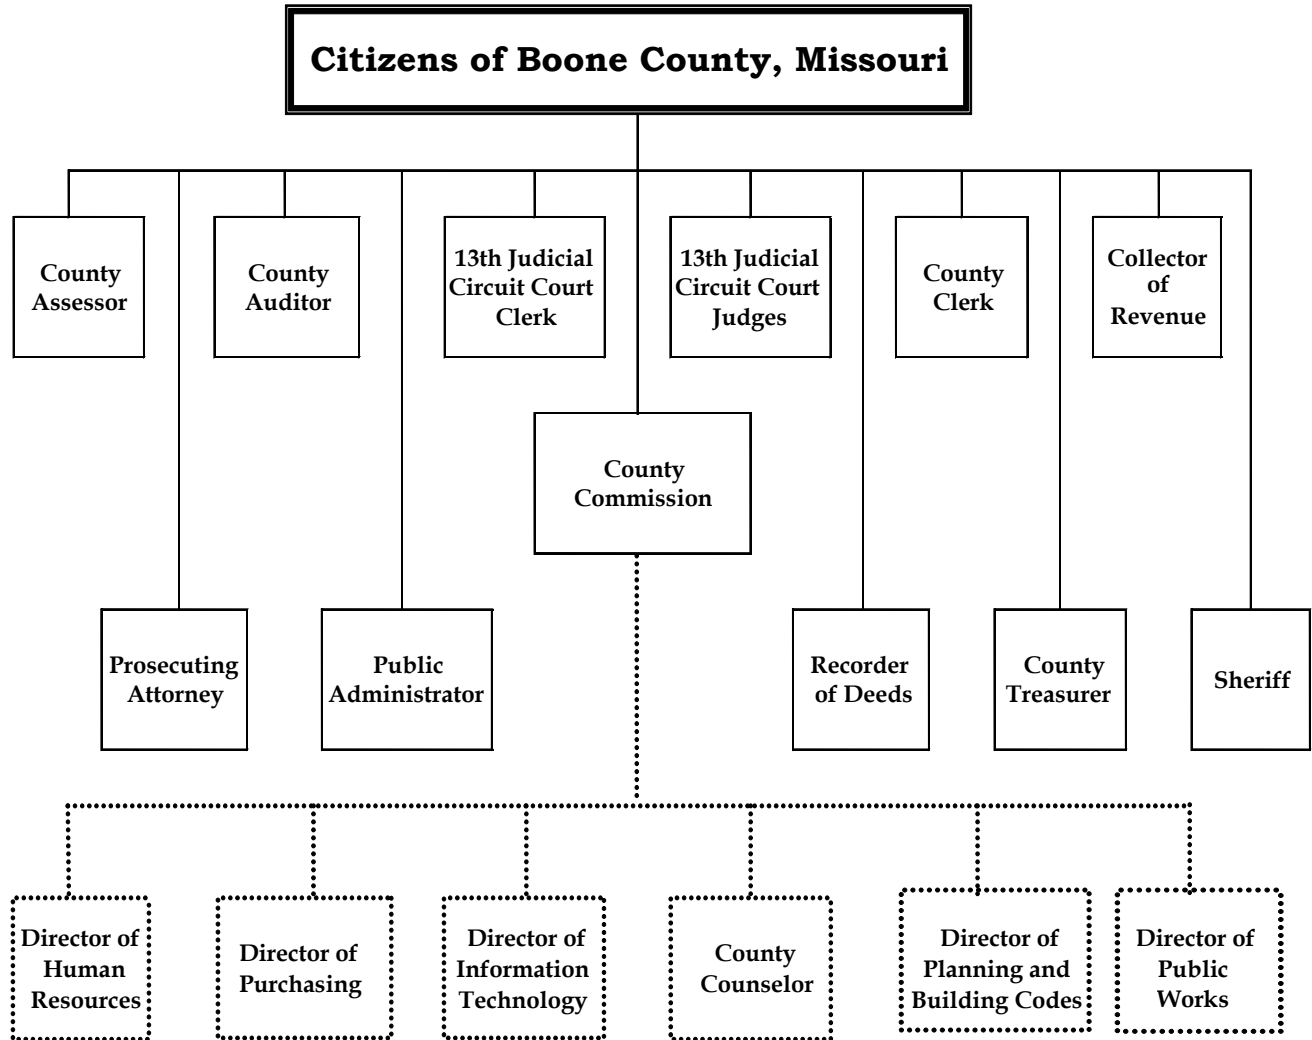 Citizens of Boone County, Missouri
County
Assessor
County
Auditor
13th Judicial
Circuit Court
Clerk
13th Judicial
Circuit Court
Judges
County
Clerk
Collector
of
Revenue
County
Commission
Prosecuting
Attorney
Public
Administrator
Recorder
of Deeds
County
Treasurer
Sheriff
Director of
Human
Resources
Director of
Purchasing
Director of
Information
Technology
County
Counselor
Director of
Planning and
Building Codes
Director of
Public
Works